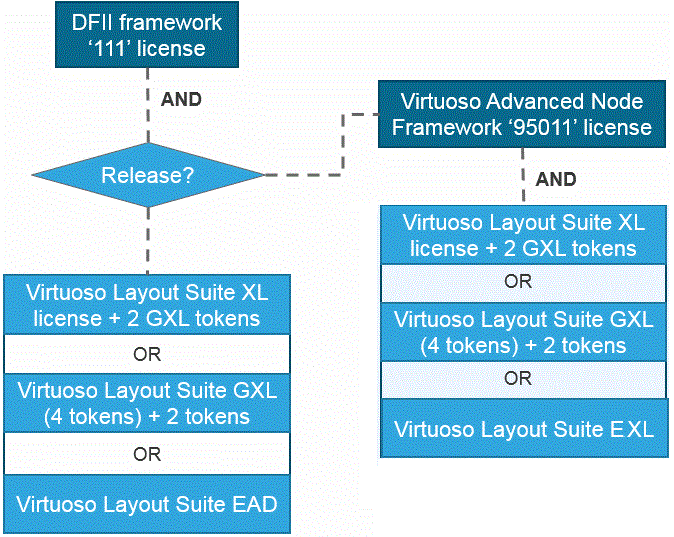 DFII framework
‘111’ license
AND
Release?
Virtuoso Layout Suite XL
license + 2 GXL tokens
OR
Virtuoso Layout Suite GXL
(4 tokens) + 2 tokens
OR
Virtuoso Layout Suite EAD
Virtuoso Advanced Node
Framework ‘95011’ license
AND
Virtuoso Layout Suite XL
license + 2 GXL tokens
OR
Virtuoso Layout Suite GXL
(4 tokens) + 2 tokens
OR
Virtuoso Layout Suite EXL